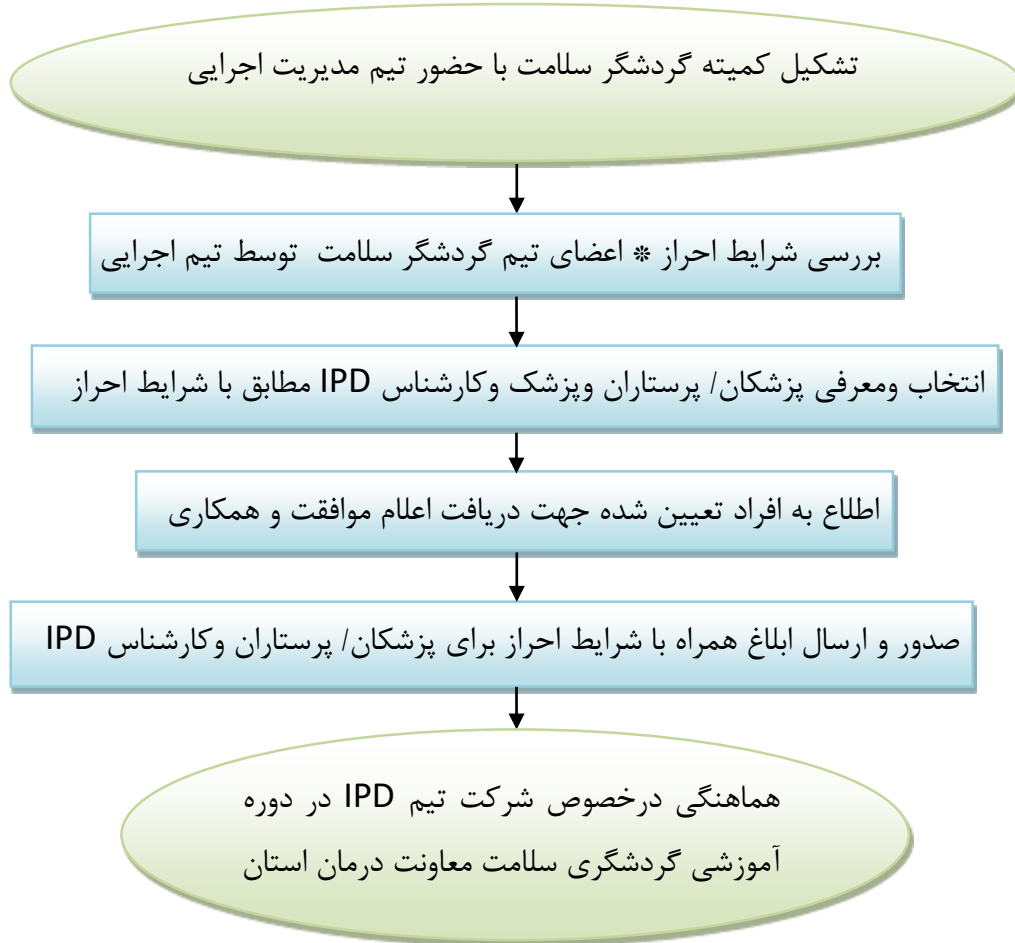 تشکیل کمیته گردشگر سلامت با حضور تیم مدیریت اجرایی
بررسی شرایط احراز * اعضای تیم گردشگر سلامت توسط تیم اجرایی
انتخاب ومعرفی پزشکان/ پرستاران وپزشک وکارشناس IPD مطابق با شرایط احراز
اطلاع به افراد تعیین شده جهت دریافت اعلام موافقت و همکاری
صدور و ارسال ابلاغ همراه با شرایط احراز برای پزشکان/ پرستاران وکارشناس IPD
هماهنگی درخصوص شرکت تیم IPD در دوره
آموزشی گردشگری سلامت معاونت درمان استان